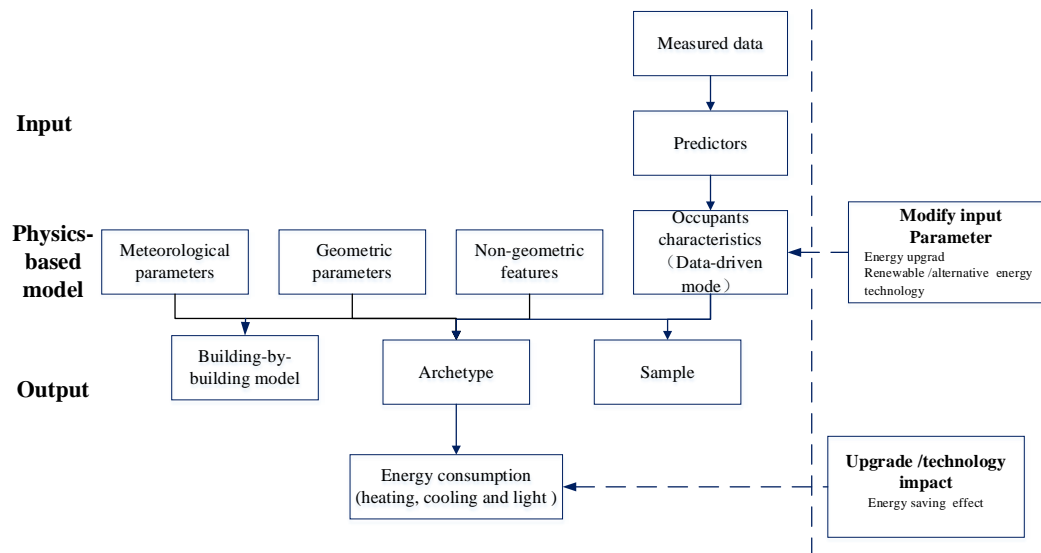 Measured data
Input
Predictors
Physics-
based
model
Meteorological
parameters
Geometric
parameters
Non-geometric
features
Occupants
characteristics
（Data-driven
mode）
Modify input
Parameter
Energy upgrad
Renewable /alternative energy
technology
Output
Building-by-
building model
Archetype
Sample
Energy consumption
(heating, cooling and light )
Upgrade /technology
impact
Energy saving effect